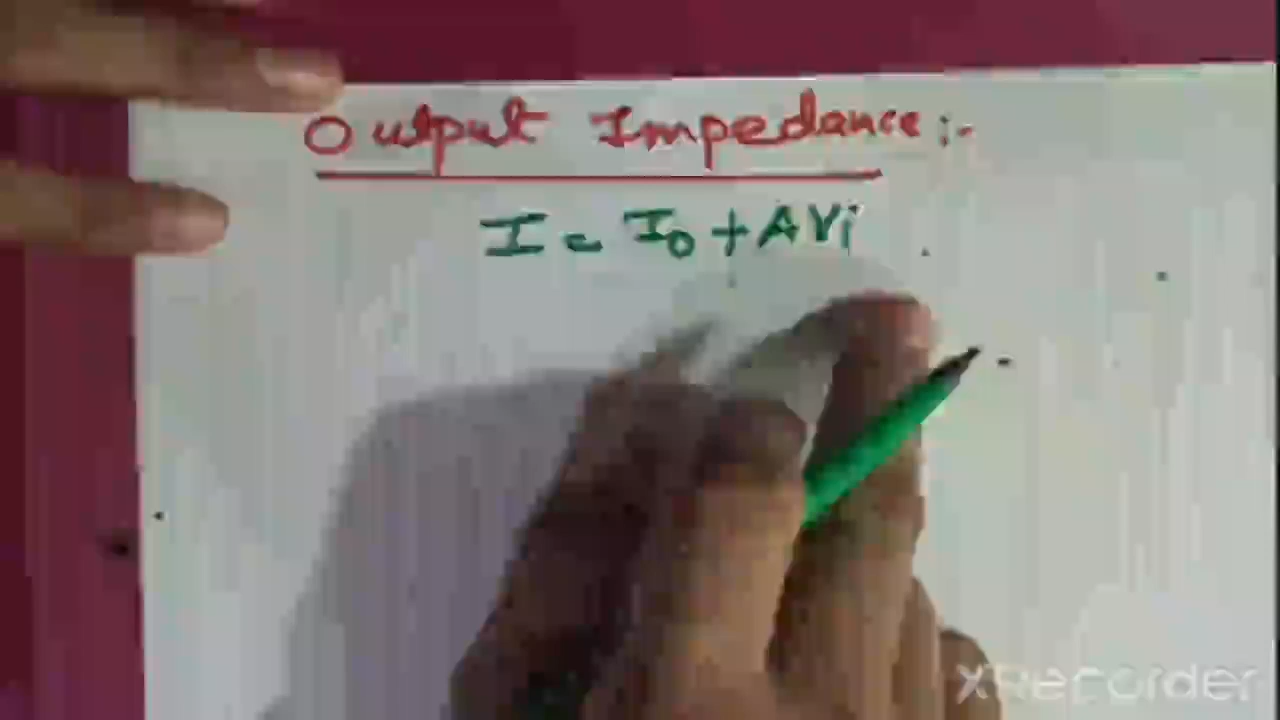 Output Impedance:-
I = I₀ + AVi
XRecorder